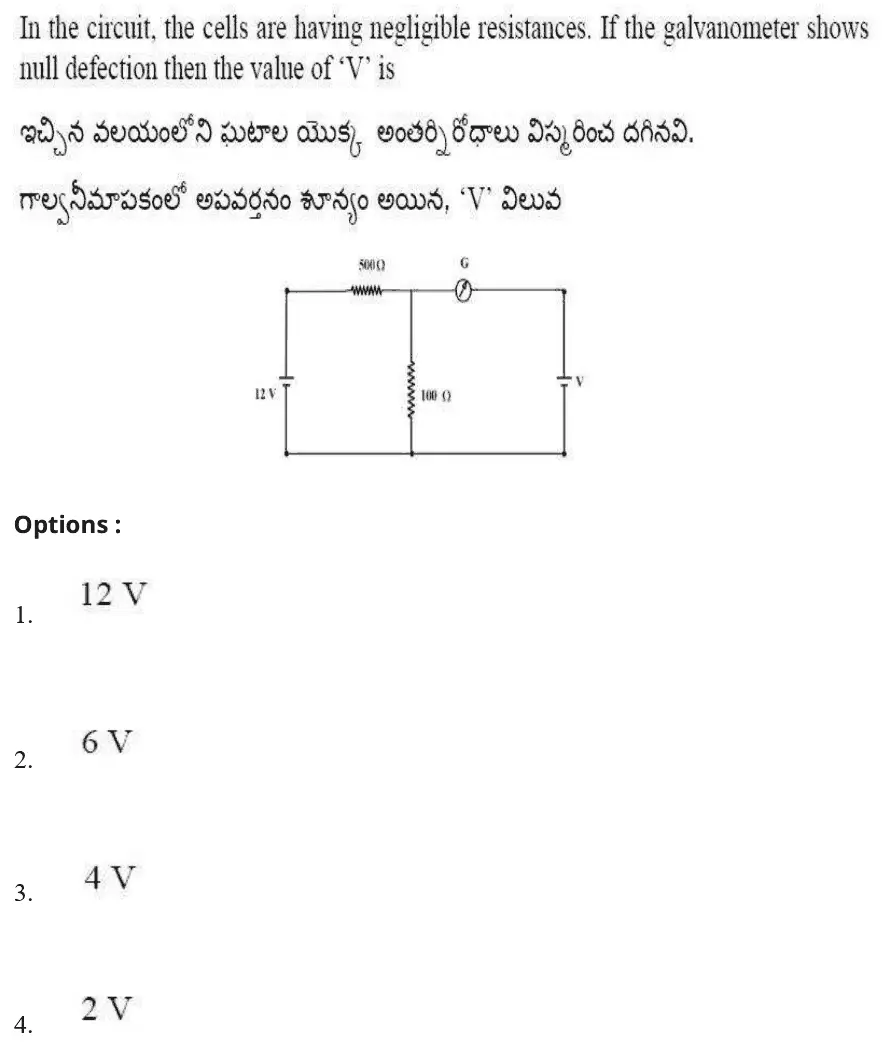 In the circuit, the cells are having negligible resistances. If the galvanometer shows
null defection then the value of ‘V’ is
ఇచ్చిన వలయంలోని ఘటాల యొక్క అంతర్నిరోధాలు విస్మరించ దగినవి.
గాల్వనీమాపకంలో అపవర్తనం శూన్యం అయిన, ‘V’ విలువ
500 Ω
G
12 V
100 Ω
V
Options :
1. 12 V
2. 6 V
3. 4 V
4. 2 V